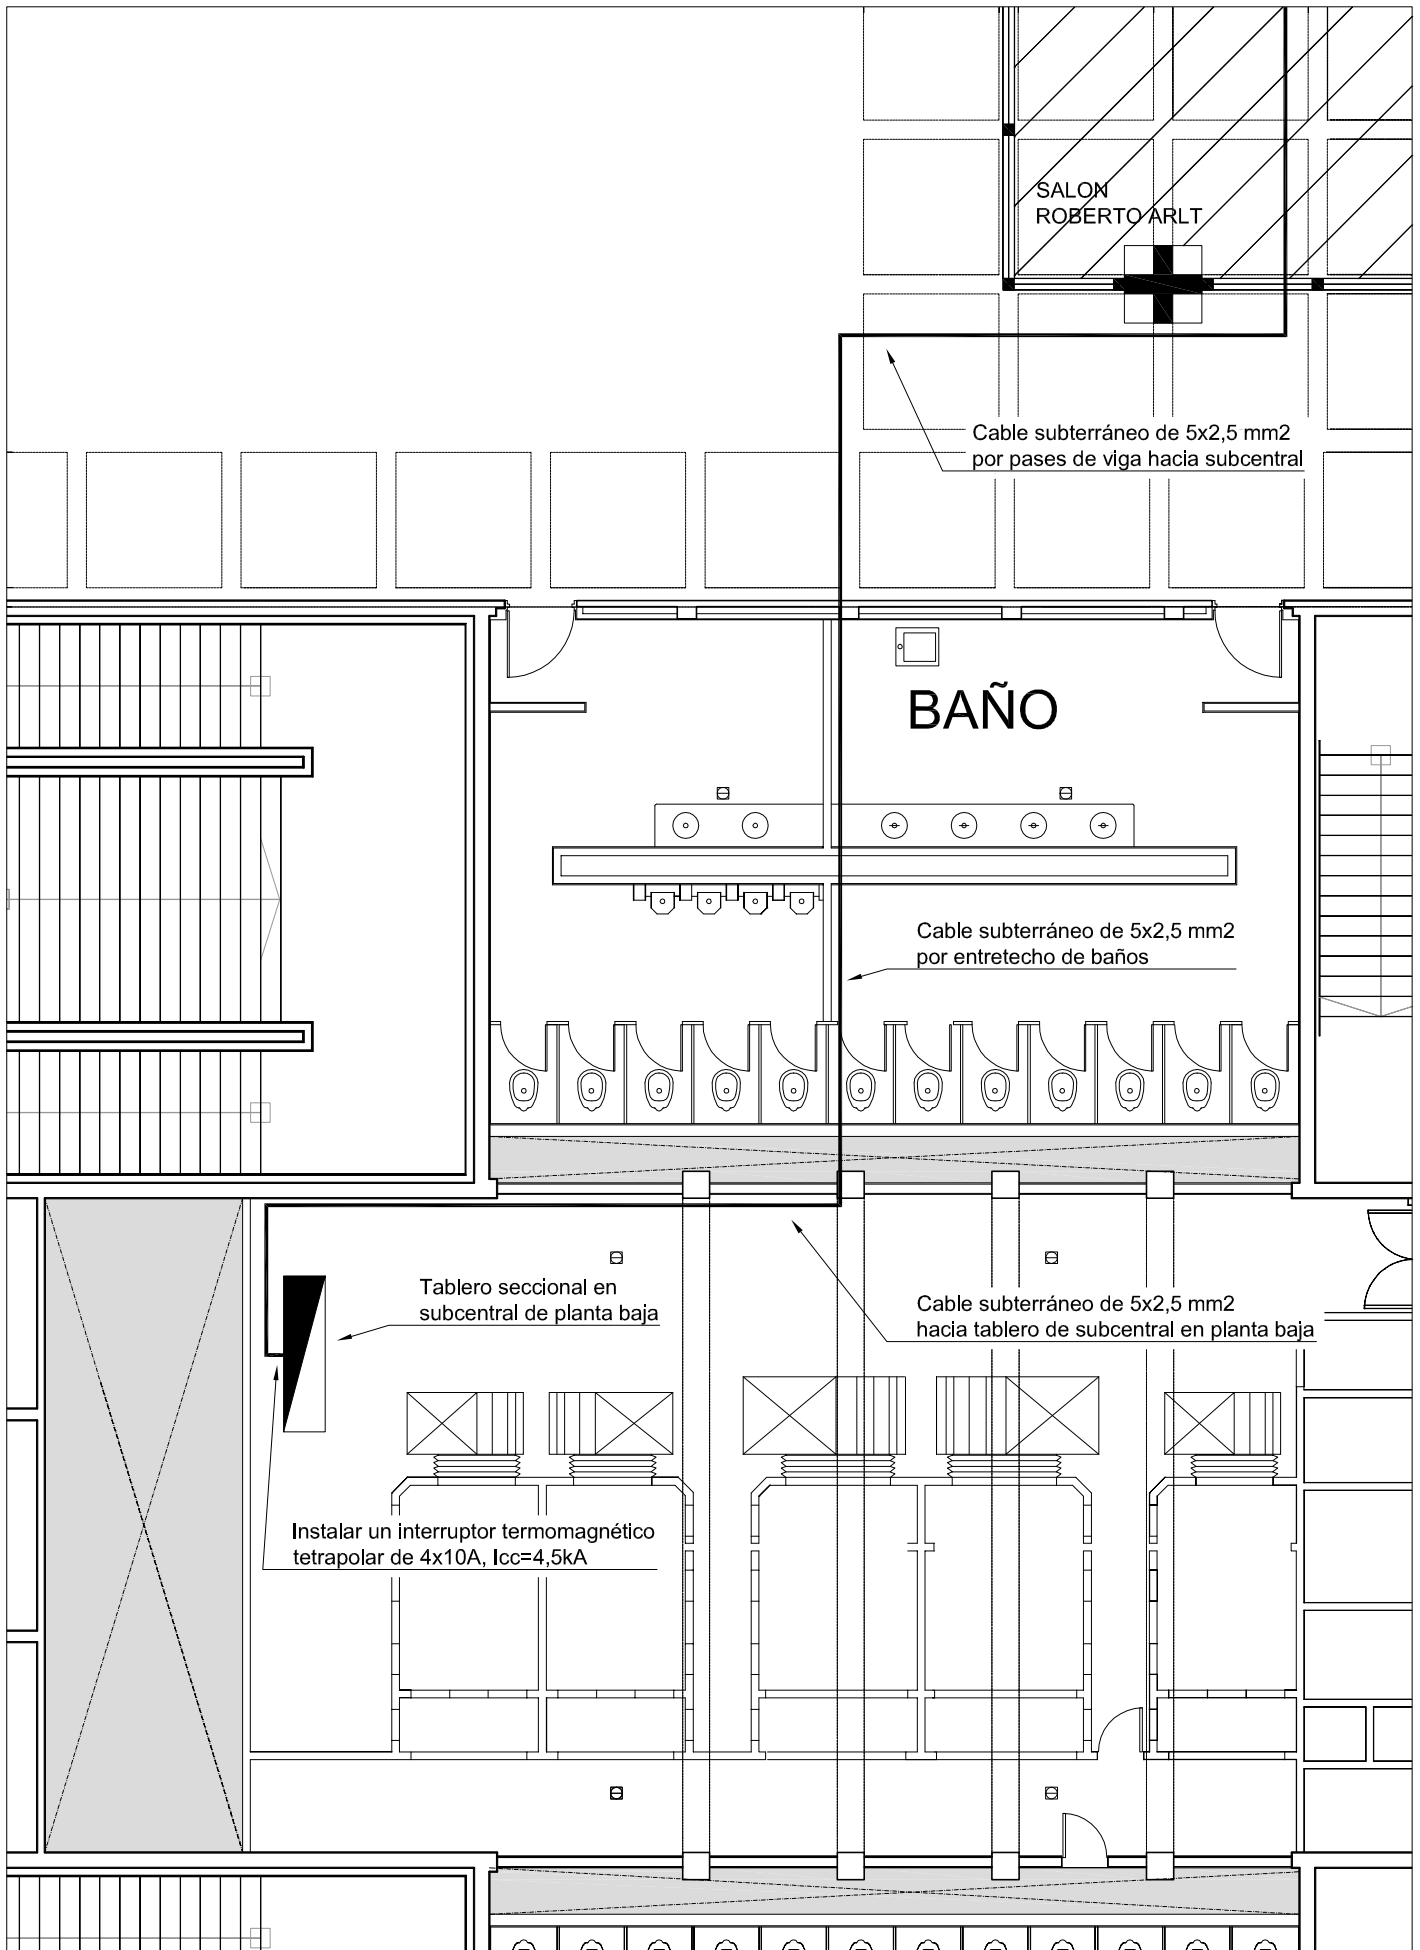 SALON
ROBERTO ARLT
Cable subterráneo de 5x2,5 mm2
por pases de viga hacia subcentral
BAÑO
Cable subterráneo de 5x2,5 mm2
por entretecho de baños
Tablero seccional en
subcentral de planta baja
Cable subterráneo de 5x2,5 mm2
hacia tablero de subcentral en planta baja
Instalar un interruptor termomagnético
tetrapolar de 4x10A, Icc=4,5kA